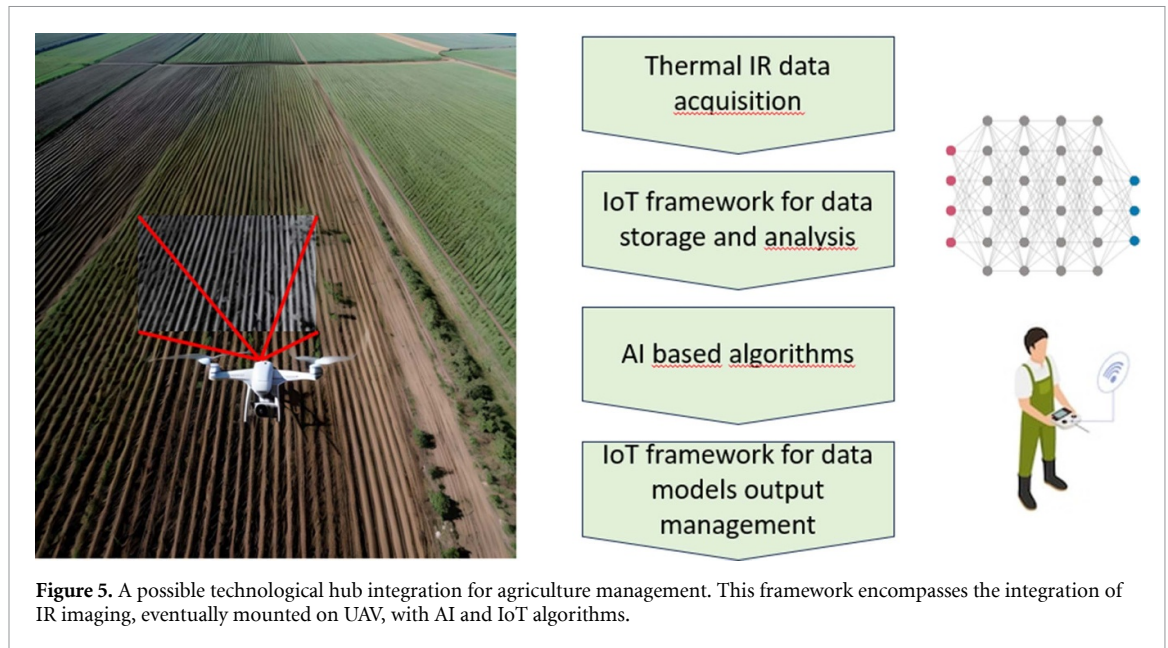 Thermal IR data
acquisition
IoT framework for data
storage and analysis
AI based algorithms
IoT framework for data
models output
management
Figure 5. A possible technological hub integration for agriculture management. This framework encompasses the integration of
IR imaging, eventually mounted on UAV, with AI and IoT algorithms.